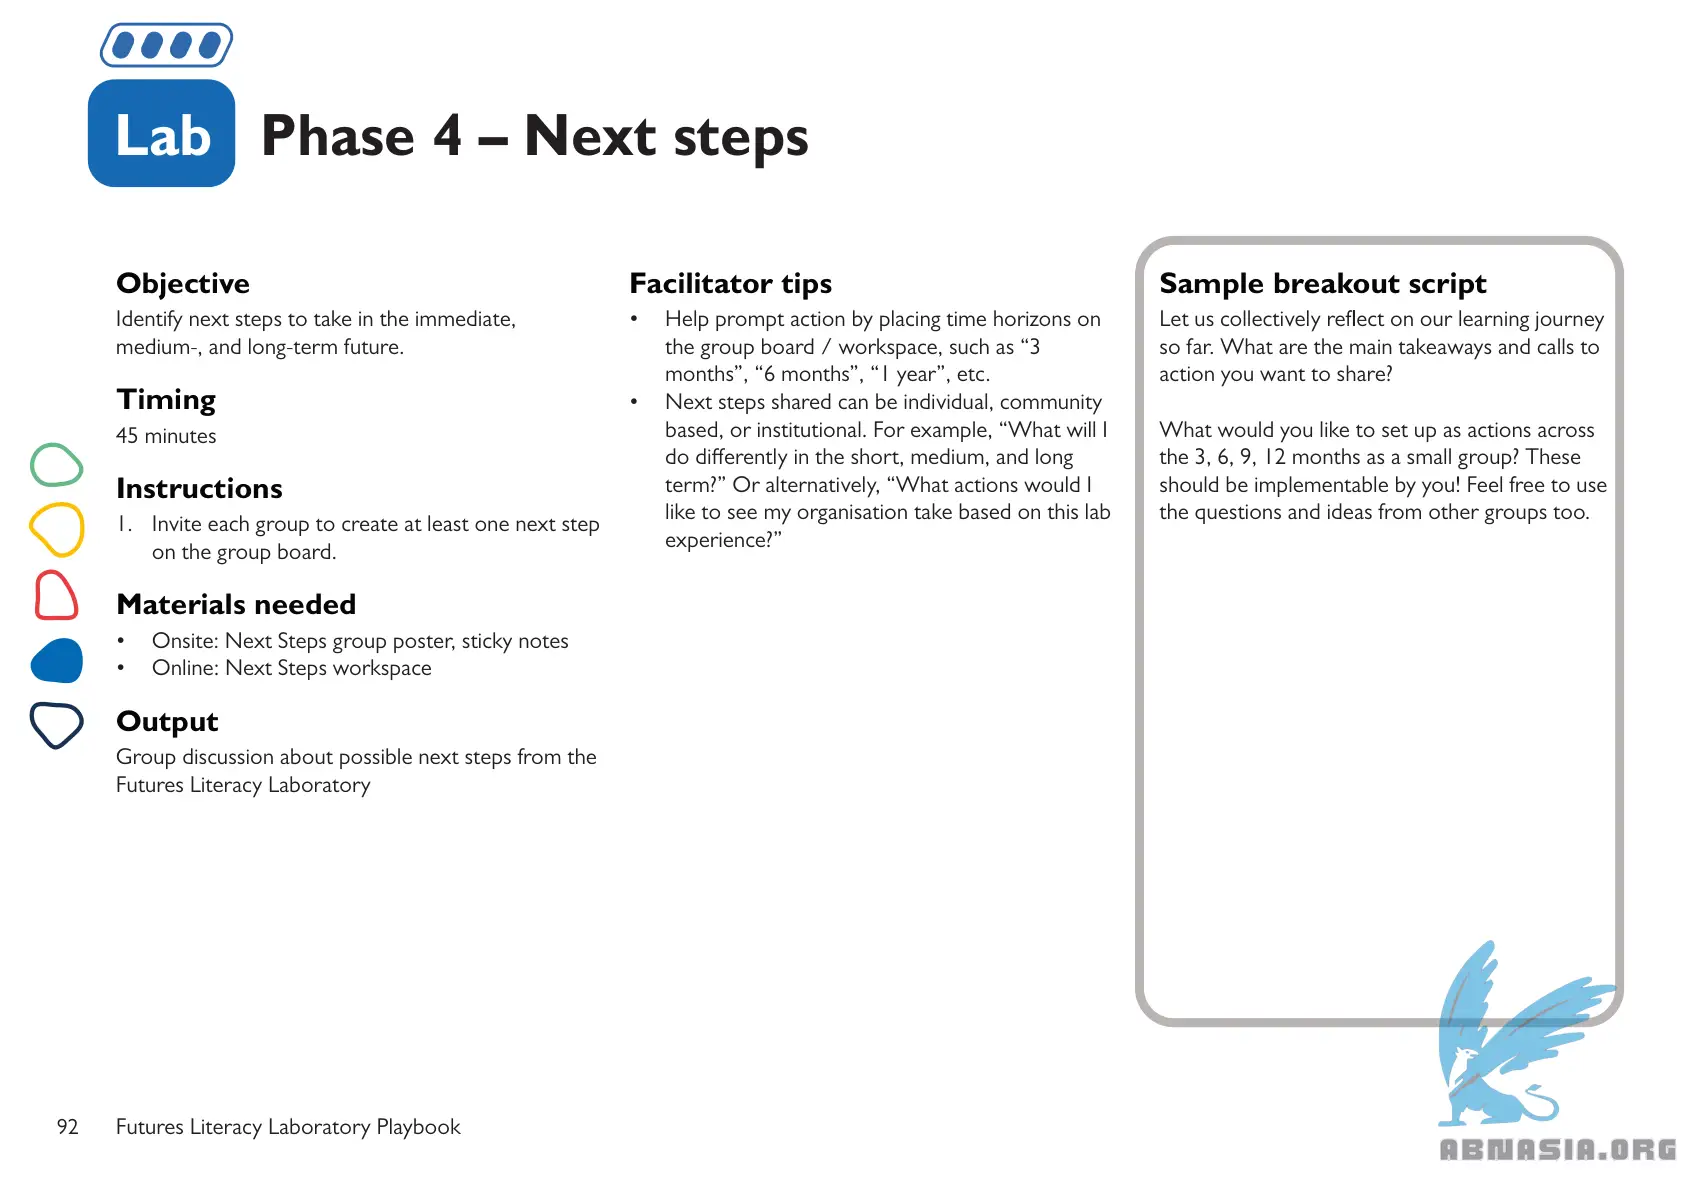 Lab
Phase 4 – Next steps
Objective
Identify next steps to take in the immediate,
medium-, and long-term future.
Timing
45 minutes
Instructions
1. Invite each group to create at least one next step
on the group board.
Materials needed
• Onsite: Next Steps group poster, sticky notes
• Online: Next Steps workspace
Output
Group discussion about possible next steps from the
Futures Literacy Laboratory
Facilitator tips
• Help prompt action by placing time horizons on
the group board / workspace, such as “3
months”, “6 months”, “1 year”, etc.
• Next steps shared can be individual, community
based, or institutional. For example, “What will I
do differently in the short, medium, and long
term?” Or alternatively, “What actions would I
like to see my organisation take based on this lab
experience?”
Sample breakout script
Let us collectively reflect on our learning journey
so far. What are the main takeaways and calls to
action you want to share?
What would you like to set up as actions across
the 3, 6, 9, 12 months as a small group? These
should be implementable by you! Feel free to use
the questions and ideas from other groups too.
92 Futures Literacy Laboratory Playbook
ABNASIA.ORG